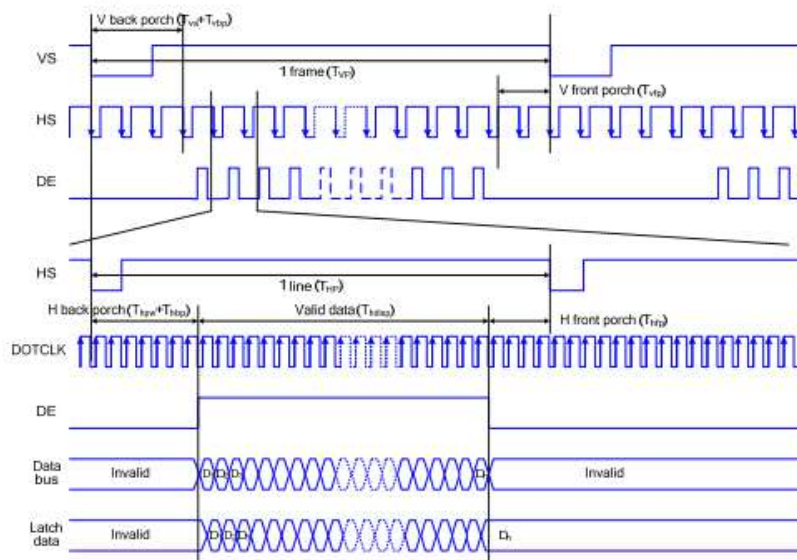 V back porch (Tvs+Tvbp)
VS
1 frame (TVP)
V front porch (Tvfp)
HS
DE
HS
1 line (THP)
H back porch (Thpw+Thbp)
Valid data (Thdisp)
H front porch (Thfp)
DOTCLK
DE
Data
bus
Invalid
Invalid
Latch
data
Invalid
Dn